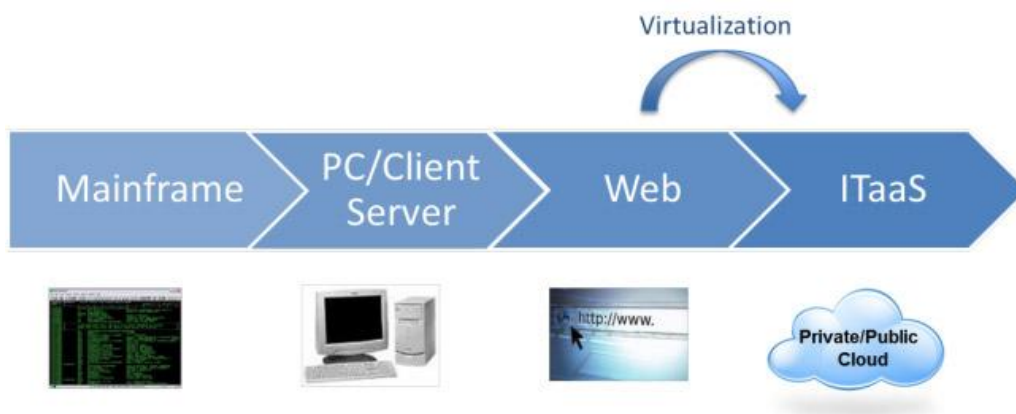 Virtualization
Mainframe
PC/Client
Server
Web
ITaaS
http://www.
Private/Public
Cloud